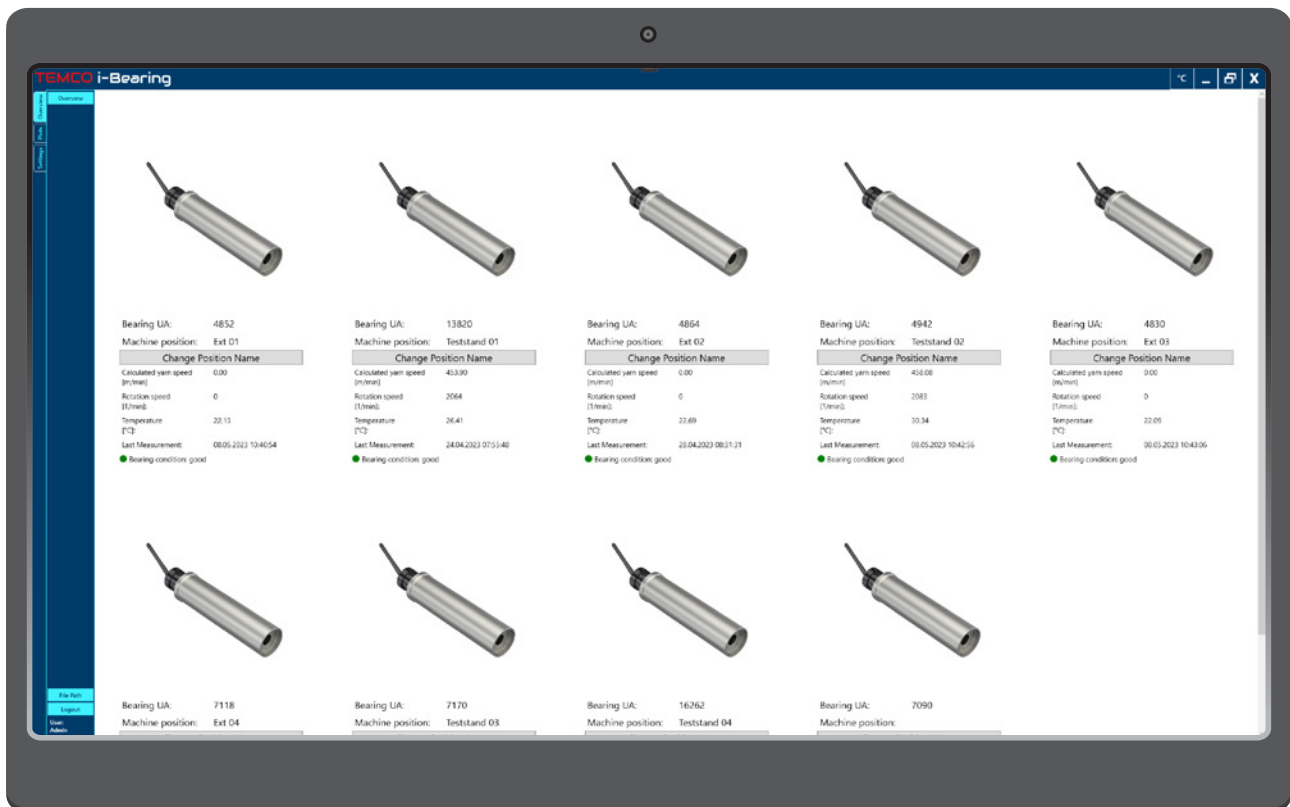 TEMCO i-Bearing
°C
X
Overview
Overview
Plots
Settings
Bearing UA: 4852
Machine position: Ext 01
Change Position Name
Calculated yarn speed 0.00
[m/min]
Rotation speed 0
[1/min]:
Temperature 22.13
[°C]:
Last Measurement: 08.05.2023 10:40:54
Bearing condition: good
Bearing UA: 13820
Machine position: Teststand 01
Change Position Name
Calculated yarn speed 453.90
[m/min]
Rotation speed 2064
[1/min]:
Temperature 26.41
[°C]:
Last Measurement: 24.04.2023 07:55:48
Bearing condition: good
Bearing UA: 4864
Machine position: Ext 02
Change Position Name
Calculated yarn speed 0.00
[m/min]
Rotation speed 0
[1/min]:
Temperature 22.69
[°C]:
Last Measurement: 28.04.2023 08:31:31
Bearing condition: good
Bearing UA: 4942
Machine position: Teststand 02
Change Position Name
Calculated yarn speed 458.08
[m/min]
Rotation speed 2083
[1/min]:
Temperature 30.34
[°C]:
Last Measurement: 08.05.2023 10:42:56
Bearing condition: good
Bearing UA: 4830
Machine position: Ext 03
Change Position Name
Calculated yarn speed 0.00
[m/min]
Rotation speed 0
[1/min]:
Temperature 22.09
[°C]:
Last Measurement: 08.05.2023 10:43:06
Bearing condition: good
Bearing UA: 7118
Machine position: Ext 04
Bearing UA: 7170
Machine position: Teststand 03
Bearing UA: 16262
Machine position: Teststand 04
Bearing UA: 7090
Machine position:
File Path
Logout
User:
Admin